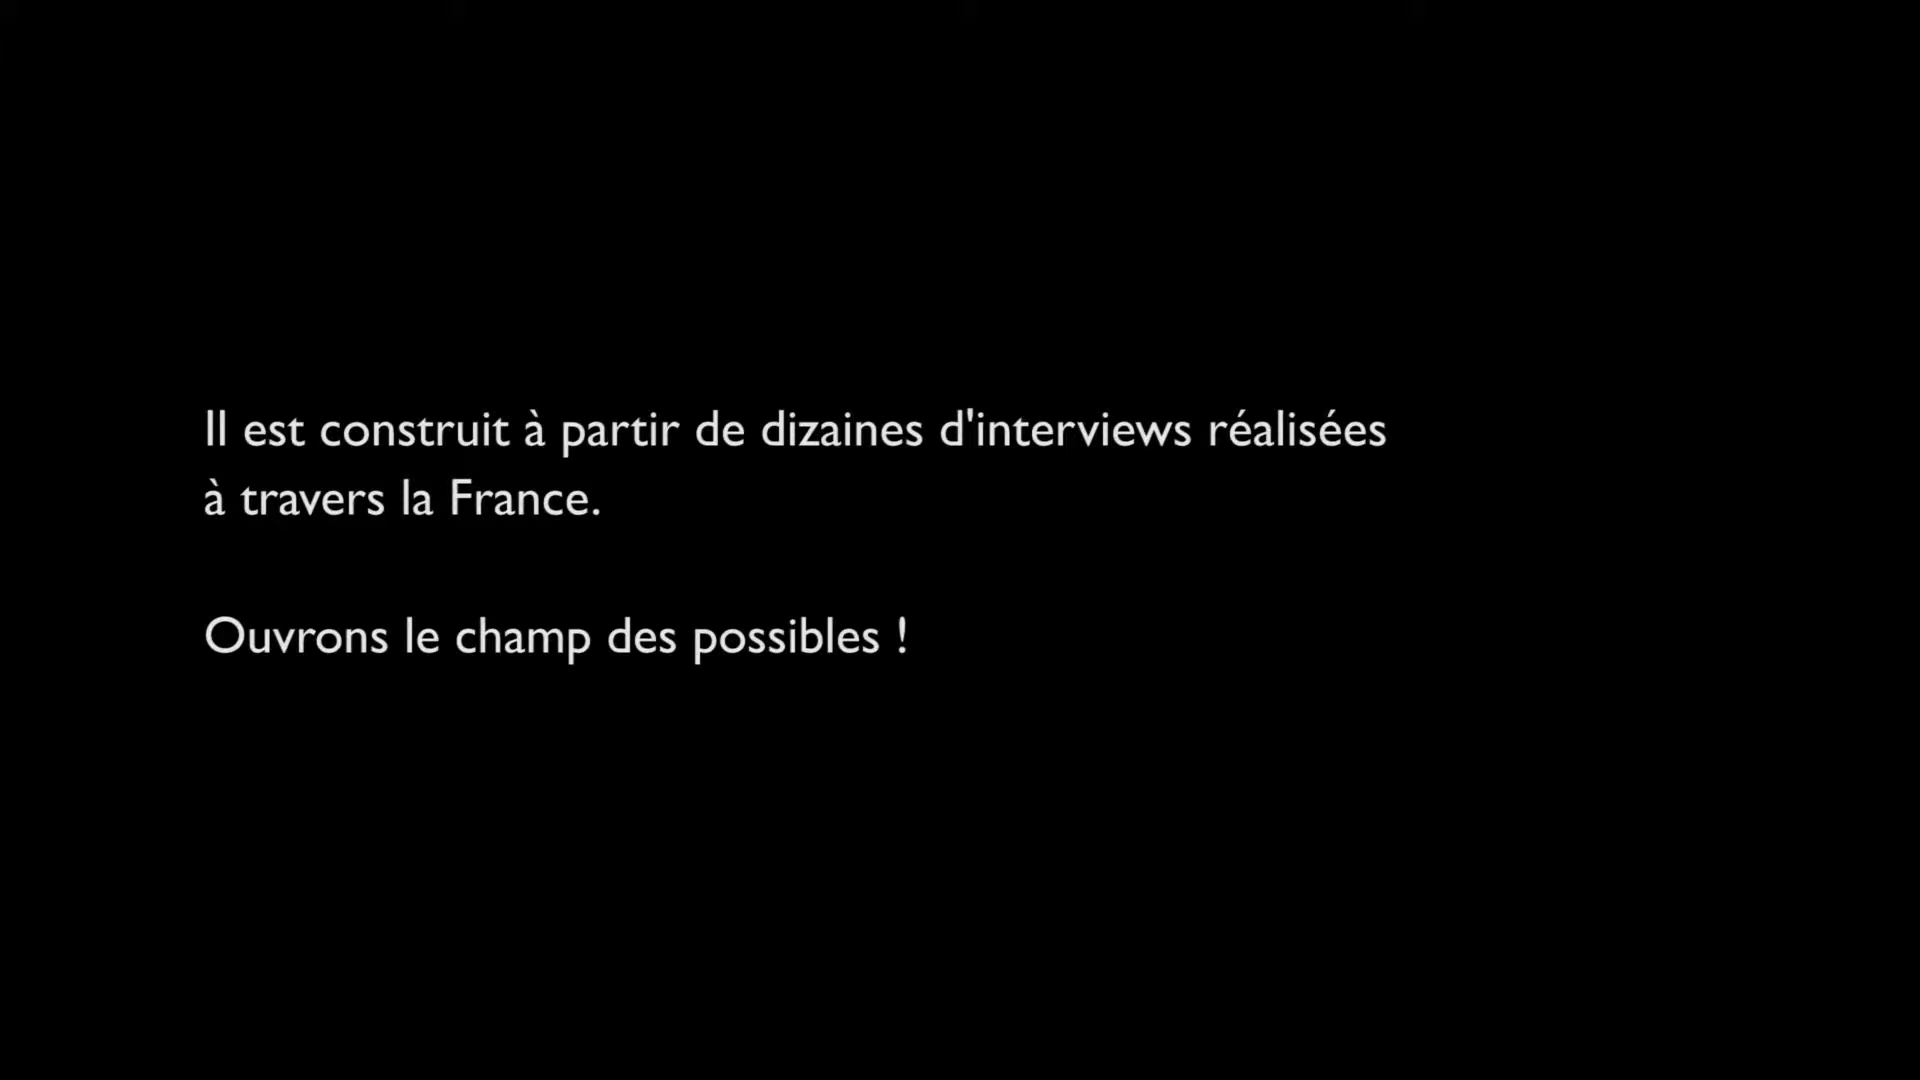 Il est construit à partir de dizaines d'interviews réalisées
à travers la France.
Ouvrons le champ des possibles !